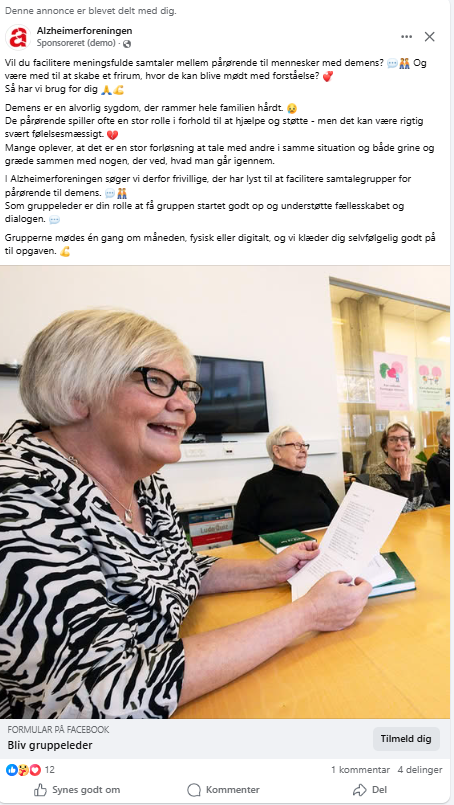 Denne annonce er blevet delt med dig.
Alzheimerforeningen
Sponsoreret (demo) ·
Vil du facilitere meningsfulde samtaler mellem pårørende til mennesker med demens? 💬👭 Og
være med til at skabe et frirum, hvor de kan blive mødt med forståelse? 💕
Så har vi brug for dig 🙏💪
Demens er en alvorlig sygdom, der rammer hele familien hårdt. 😢
De pårørende spiller ofte en stor rolle i forhold til at hjælpe og støtte - men det kan være rigtig
svært følelsesmæssigt. 💔
Mange oplever, at det er en stor forløsning at tale med andre i samme situation og både grine og
græde sammen med nogen, der ved, hvad man går igennem.
I Alzheimerforeningen søger vi derfor frivillige, der har lyst til at facilitere samtalegrupper for
pårørende til demens. 💬👭
Som gruppeleder er din rolle at få gruppen startet godt op og understøtte fællesskabet og
dialogen. 💬
Grupperne mødes én gang om måneden, fysisk eller digitalt, og vi klæder dig selvfølgelig godt på
til opgaven. 💪
FORMULAR PÅ FACEBOOK
Bliv gruppeleder
Tilmeld dig
12
1 kommentar 4 delinger
Synes godt om
Kommenter
Del